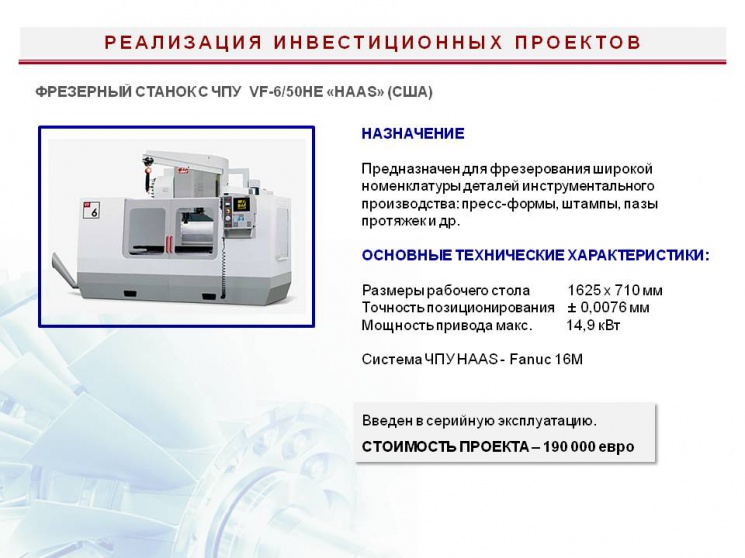 РЕАЛИЗАЦИЯ ИНВЕСТИЦИОННЫХ ПРОЕКТОВ
ФРЕЗЕРНЫЙ СТАНОК С ЧПУ VF-6/50HE «HAAS» (США)
НАЗНАЧЕНИЕ
Предназначен для фрезерования широкой
номенклатуры деталей инструментального
производства: пресс-формы, штампы, пазы
протяжек и др.
ОСНОВНЫЕ ТЕХНИЧЕСКИЕ ХАРАКТЕРИСТИКИ:
Размеры рабочего стола 1625 х 710 мм
Точность позиционирования ± 0,0076 мм
Мощность привода макс. 14,9 кВт
Система ЧПУ HAAS - Fanuc 16M
Введен в серийную эксплуатацию.
СТОИМОСТЬ ПРОЕКТА – 190 000 евро
6